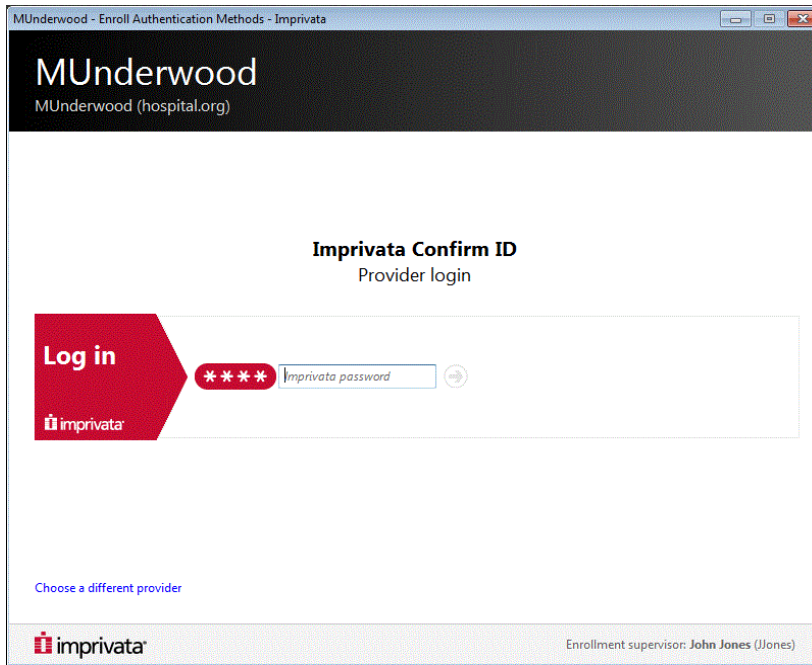 MUnderwood - Enroll Authentication Methods - Imprivata
MUnderwood
MUnderwood (hospital.org)
Imprivata Confirm ID
Provider login
Log in
imprivata
**** Imprivata password
Choose a different provider
imprivata
Enrollment supervisor: John Jones (JJones)